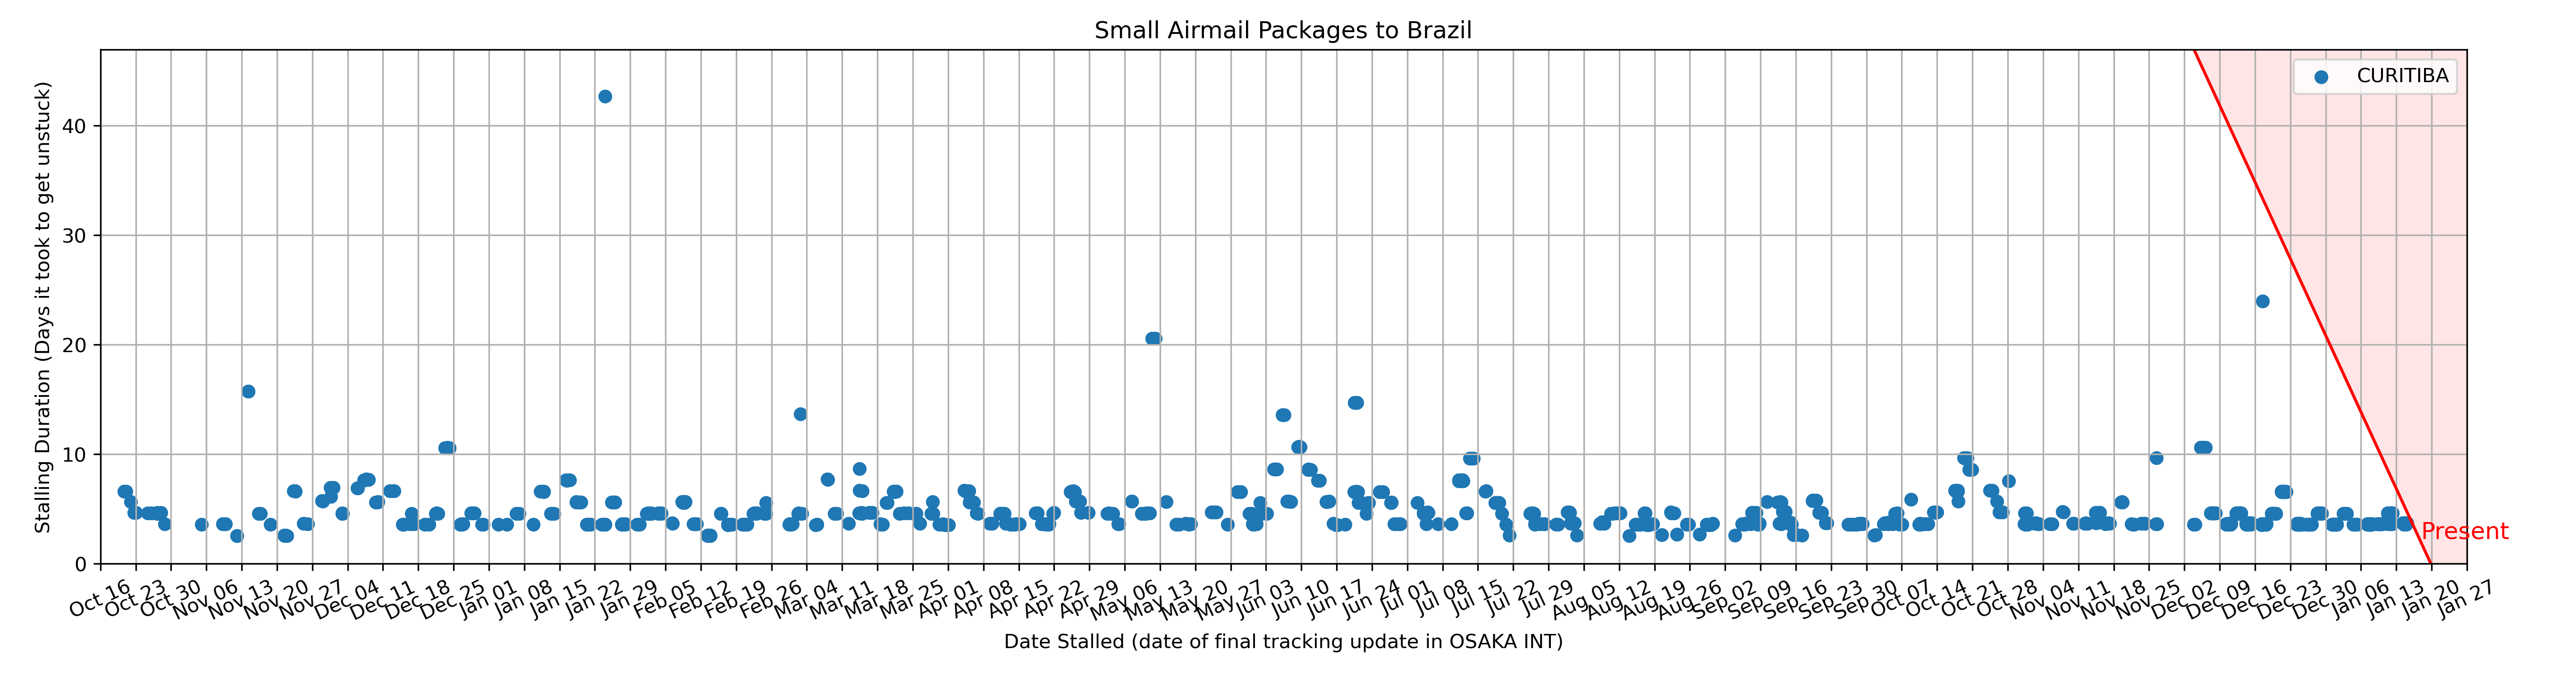 Small Airmail Packages to Brazil
CURITIBA
Stalling Duration (Days it took to get unstuck)
40
30
20
10
0
Present
Oct 16 Oct 23 Oct 30 Nov 06 Nov 13 Nov 20 Nov 27 Dec 04 Dec 11 Dec 18 Dec 25 Jan 01 Jan 08 Jan 15 Jan 22 Jan 29 Feb 05 Feb 12 Feb 19 Feb 26 Mar 04 Mar 11 Mar 18 Mar 25 Apr 01 Apr 08 Apr 15 Apr 22 Apr 29 May 06 May 13 May 20 May 27 Jun 03 Jun 10 Jun 17 Jun 24 Jul 01 Jul 08 Jul 15 Jul 22 Jul 29 Aug 05 Aug 12 Aug 19 Aug 26 Sep 02 Sep 09 Sep 16 Sep 23 Sep 30 Oct 07 Oct 14 Oct 21 Oct 28 Nov 04 Nov 11 Nov 18 Nov 25 Dec 02 Dec 09 Dec 16 Dec 23 Dec 30 Jan 06 Jan 13 Jan 20 Jan 27
Date Stalled (date of final tracking update in OSAKA INT)